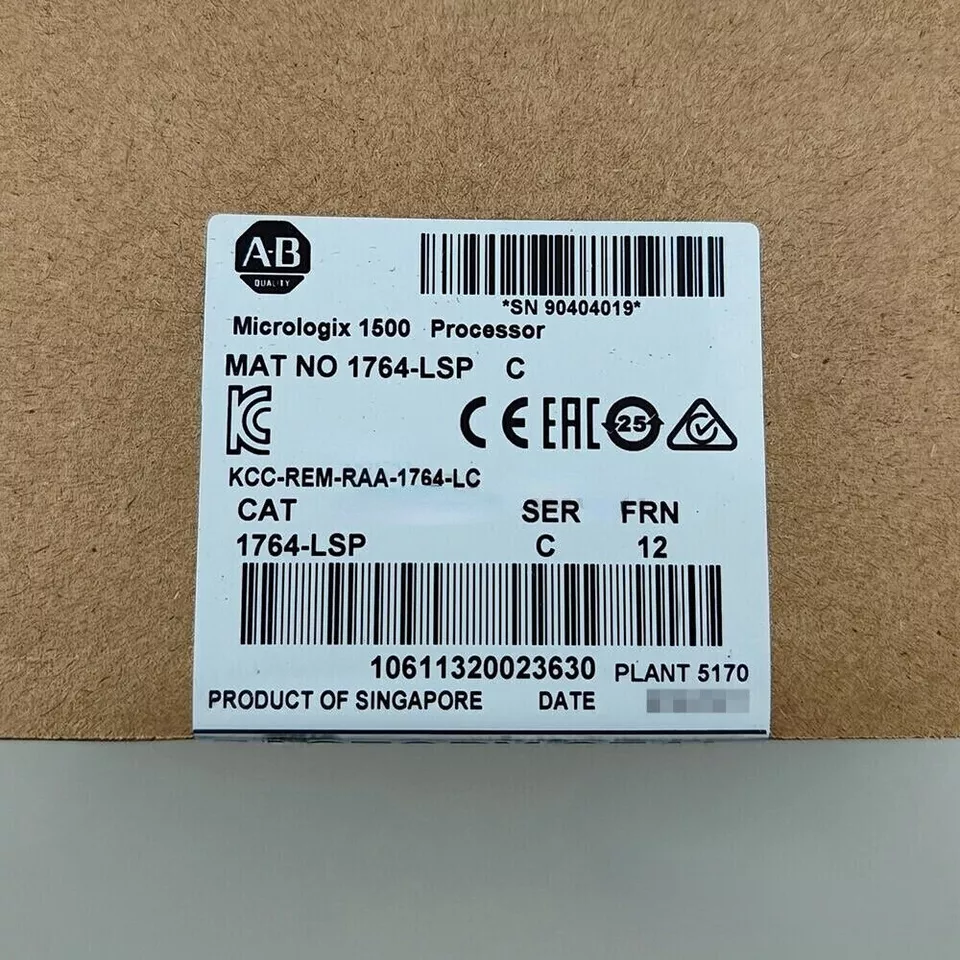 A-B
QUALITY
*SN 90404019*
Micrologix 1500 Processor
MAT NO 1764-LSP C
KC
CE EAC 25
KCC-REM-RAA-1764-LC
CAT SER FRN
1764-LSP C 12
10611320023630 PLANT 5170
PRODUCT OF SINGAPORE DATE